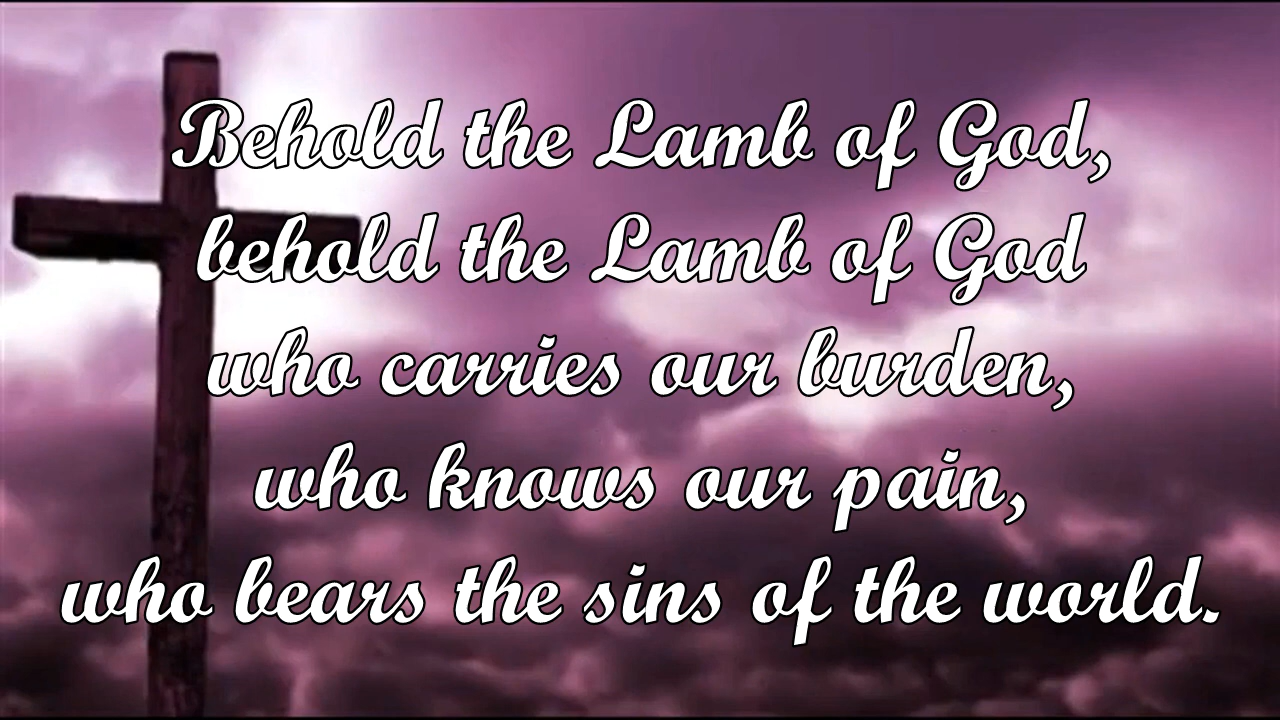 Behold the Lamb of God,
behold the Lamb of God
who carries our burden,
who knows our pain,
who bears the sins of the world.